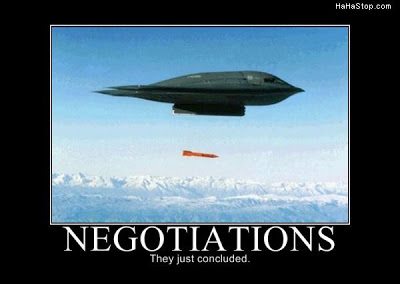 HaHaStop.com
NEGOTIATIONS
They just concluded.